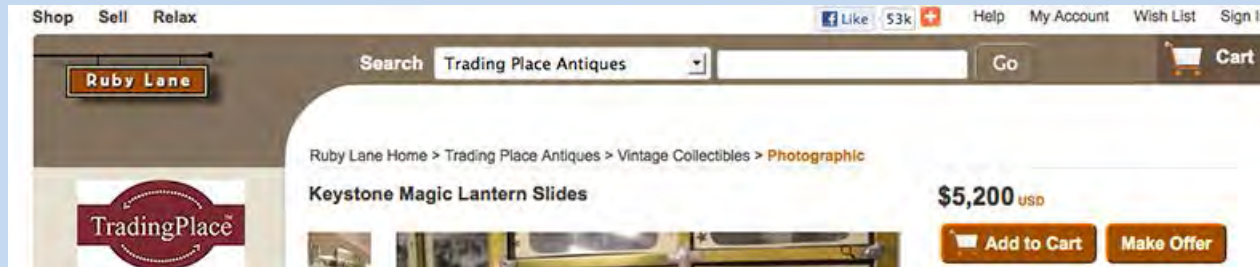 Shop Sell Relax
Like 53k Help My Account Wish List Sign
Ruby Lane
Search Trading Place Antiques Go Cart
Ruby Lane Home > Trading Place Antiques > Vintage Collectibles > Photographic
Keystone Magic Lantern Slides
$5,200 USD
TradingPlace™
Add to Cart Make Offer